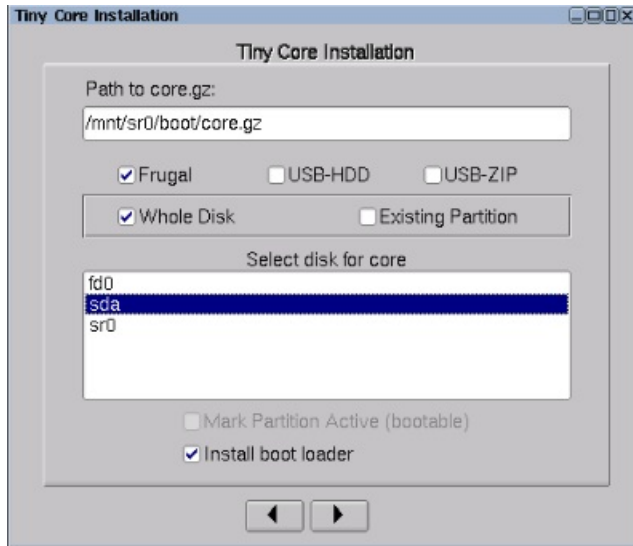 Tiny Core Installation
Tiny Core Installation
Path to core.gz:
/mnt/sr0/boot/core.gz
Frugal USB-HDD USB-ZIP
Whole Disk Existing Partition
Select disk for core
fd0
sda
sr0
Mark Partition Active (bootable)
Install boot loader